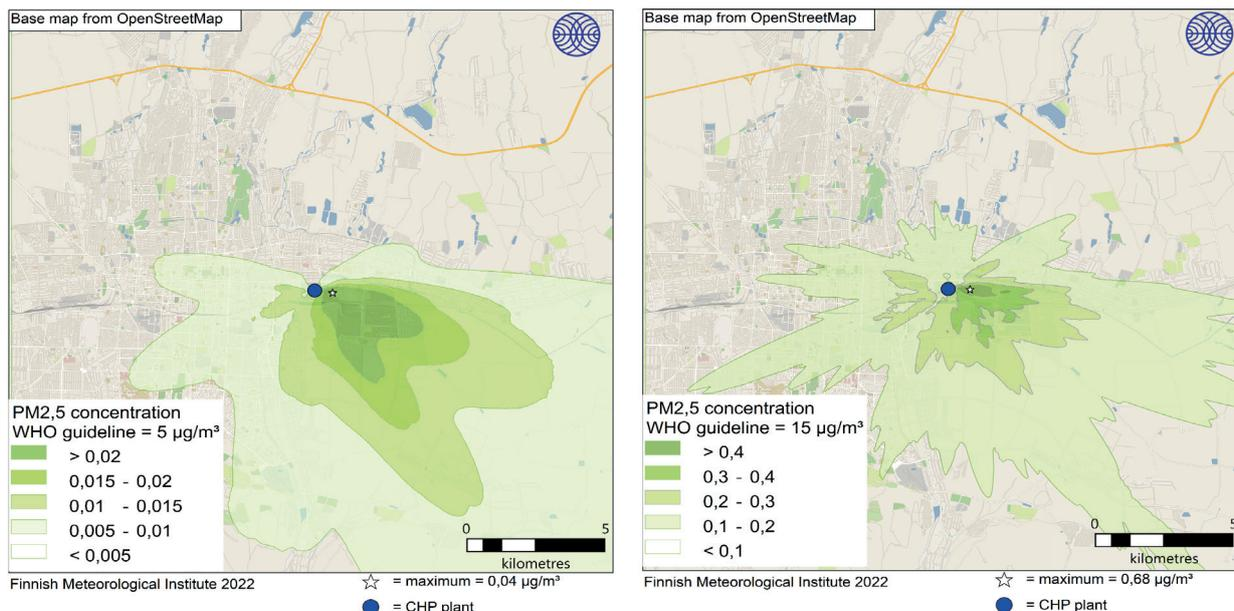 Base map from OpenStreetMap
PM2,5 concentration
WHO guideline = 5 µg/m³
> 0,02
0,015 - 0,02
0,01 - 0,015
0,005 - 0,01
< 0,005
0 5
kilometres
Finnish Meteorological Institute 2022
= maximum = 0,04 µg/m³
= CHP plant
Base map from OpenStreetMap
PM2,5 concentration
WHO guideline = 15 µg/m³
> 0,4
0,3 - 0,4
0,2 - 0,3
0,1 - 0,2
< 0,1
0 5
kilometres
Finnish Meteorological Institute 2022
= maximum = 0,68 µg/m³
= CHP plant